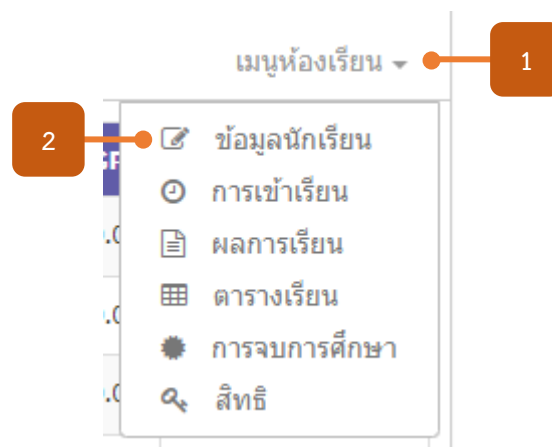 เมนูห้องเรียน
1
2
ข้อมูลนักเรียน
การเข้าเรียน
ผลการเรียน
ตารางเรียน
การจบการศึกษา
สิทธิ